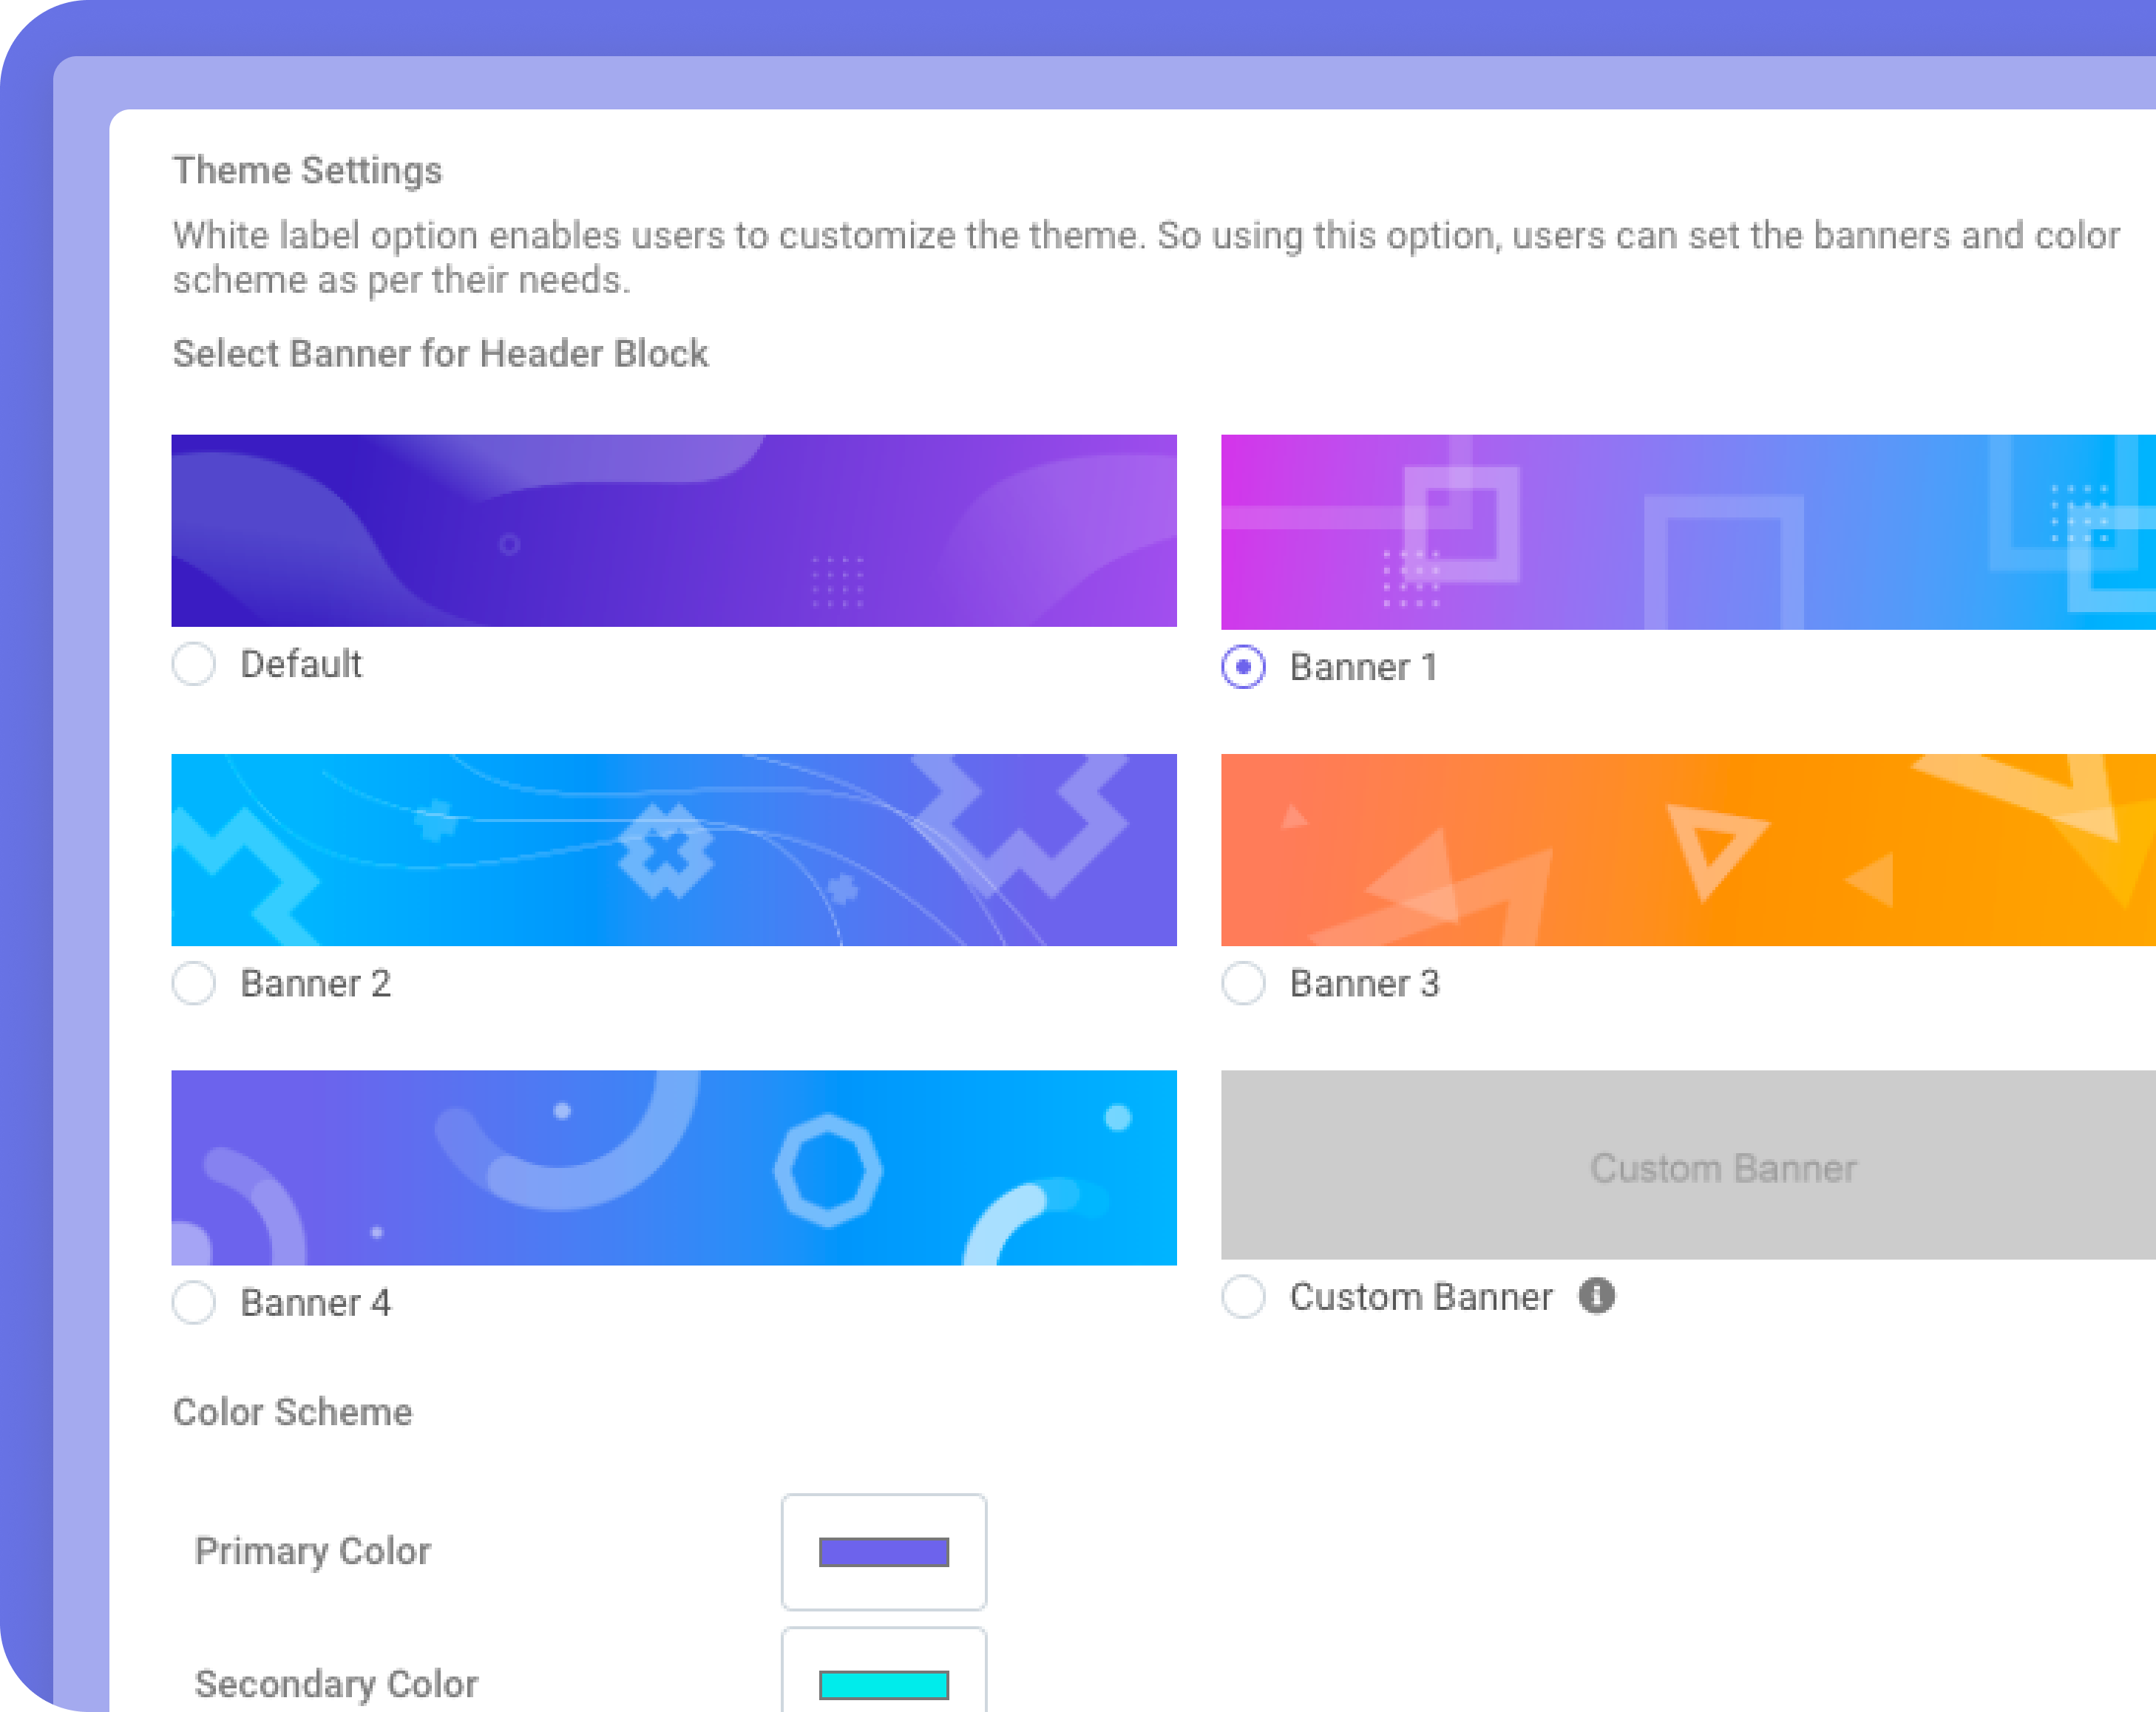 Theme Settings
White label option enables users to customize the theme. So using this option, users can set the banners and color
scheme as per their needs.
Select Banner for Header Block
Default
Banner 1
Banner 2
Banner 3
Custom Banner
Banner 4
Custom Banner
Color Scheme
Primary Color
Secondary Color